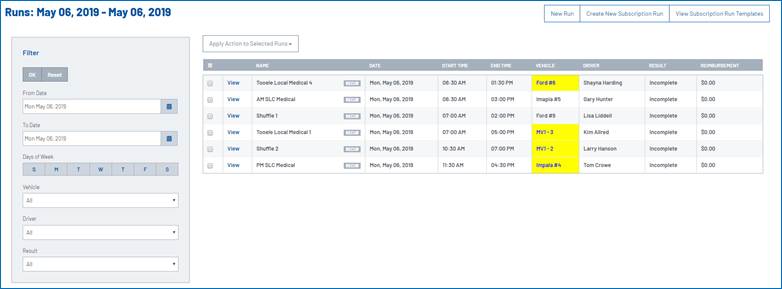 Runs: May 06, 2019 - May 06, 2019
New Run Create New Subscription Run View Subscription Run Templates
Filter
OK Reset
From Date
Mon May 06, 2019
To Date
Mon May 06, 2019
Days of Week
S M T W T F S
Vehicle
All
Driver
All
Result
All
Apply Action to Selected Runs
NAME DATE START TIME END TIME VEHICLE DRIVER RESULT REIMBURSEMENT
View Tooele Local Medical 4 Mon, May 06, 2019 06:30 AM 01:30 PM Ford #6 Shayna Harding Incomplete $0.00
View AM SLC Medical Mon, May 06, 2019 06:30 AM 03:00 PM Imapla #5 Gary Hunter Incomplete $0.00
View Shuffle 1 Mon, May 06, 2019 07:00 AM 02:00 PM Ford #9 Lisa Liddell Incomplete $0.00
View Tooele Local Medical 1 Mon, May 06, 2019 07:00 AM 05:00 PM MV1 - 3 Kim Allred Incomplete $0.00
View Shuffle 2 Mon, May 06, 2019 10:30 AM 07:00 PM MV1 - 2 Larry Hanson Incomplete $0.00
View PM SLC Medical Mon, May 06, 2019 11:30 AM 04:30 PM Impala #4 Tom Crowe Incomplete $0.00